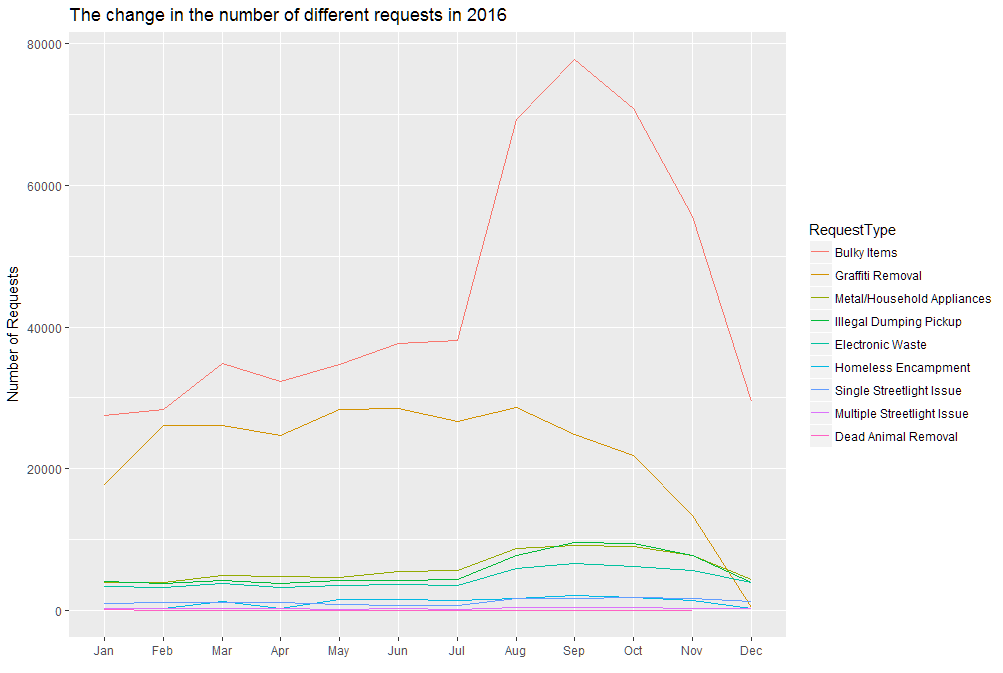 The change in the number of different requests in 2016
Number of Requests
80000
60000
40000
20000
0
Jan Feb Mar Apr May Jun Jul Aug Sep Oct Nov Dec
RequestType
Bulky Items
Graffiti Removal
Metal/Household Appliances
Illegal Dumping Pickup
Electronic Waste
Homeless Encampment
Single Streetlight Issue
Multiple Streetlight Issue
Dead Animal Removal